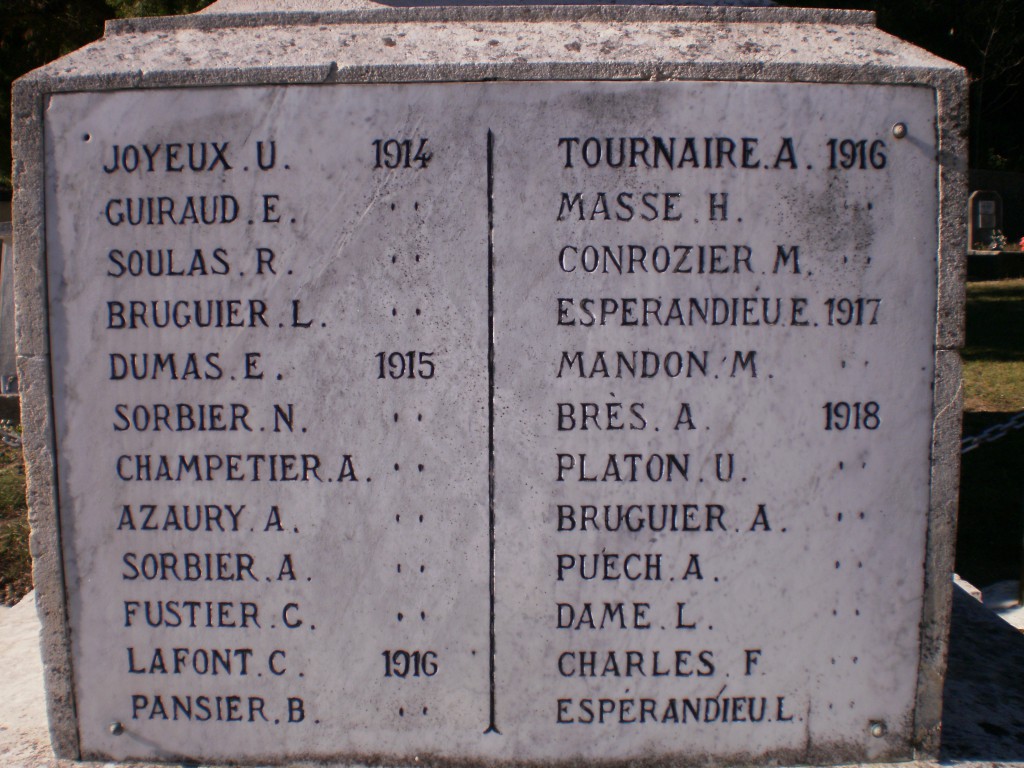 JOYEUX.U. 1914
GUIRAUD.E. ''
SOULAS.R. ''
BRUGUIER.L. ''
DUMAS.E. 1915
SORBIER.N. ''
CHAMPETIER.A. ''
AZAURY.A. ''
SORBIER.A. ''
FUSTIER.C. ''
LAFONT.C. 1916
PANSIER.B. ''
TOURNAIRE.A. 1916
MASSE.H. ''
CONROZIER.M. ''
ESPERANDIEU.E. 1917
MANDON.M. ''
BRÈS.A. 1918
PLATON.U. ''
BRUGUIER.A. ''
PUECH.A. ''
DAME.L. ''
CHARLES F ''
ESPÉRANDIEU.L. ''